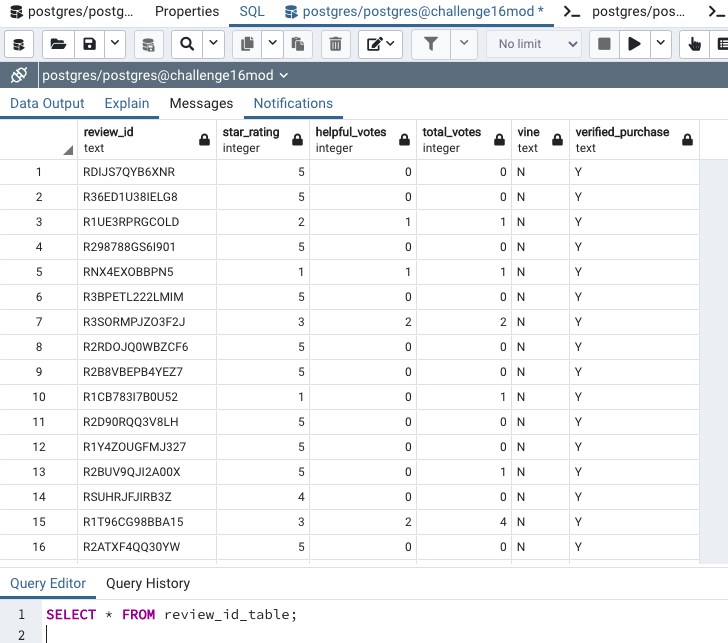 postgres/postg... Properties SQL postgres/postgres@challenge16mod * postgres/pos...
No limit
postgres/postgres@challenge16mod
Data Output Explain Messages Notifications
review_id star_rating helpful_votes total_votes vine verified_purchase
text integer integer integer text text
1 RDIJS7QYB6XNR 5 0 0 N Y
2 R36ED1U38IELG8 5 0 0 N Y
3 R1UE3RPRGCOLD 2 1 1 N Y
4 R298788GS6I901 5 0 0 N Y
5 RNX4EXOBBPN5 1 1 1 N Y
6 R3BPETL222LMIM 5 0 0 N Y
7 R3SORMPJZO3F2J 3 2 2 N Y
8 R2RDOJQ0WBZCF6 5 0 0 N Y
9 R2B8VBEPB4YEZ7 5 0 0 N Y
10 R1CB783I7B0U52 1 0 1 N Y
11 R2D90RQQ3V8LH 5 0 0 N Y
12 R1Y4ZOUGFMJ327 5 0 0 N Y
13 R2BUV9QJI2A00X 5 0 1 N Y
14 RSUHRJFJIRB3Z 4 0 0 N Y
15 R1T96CG98BBA15 3 2 4 N Y
16 R2ATXF4QQ30YW 5 0 0 N Y
Query Editor Query History
1 SELECT * FROM review_id_table;
2